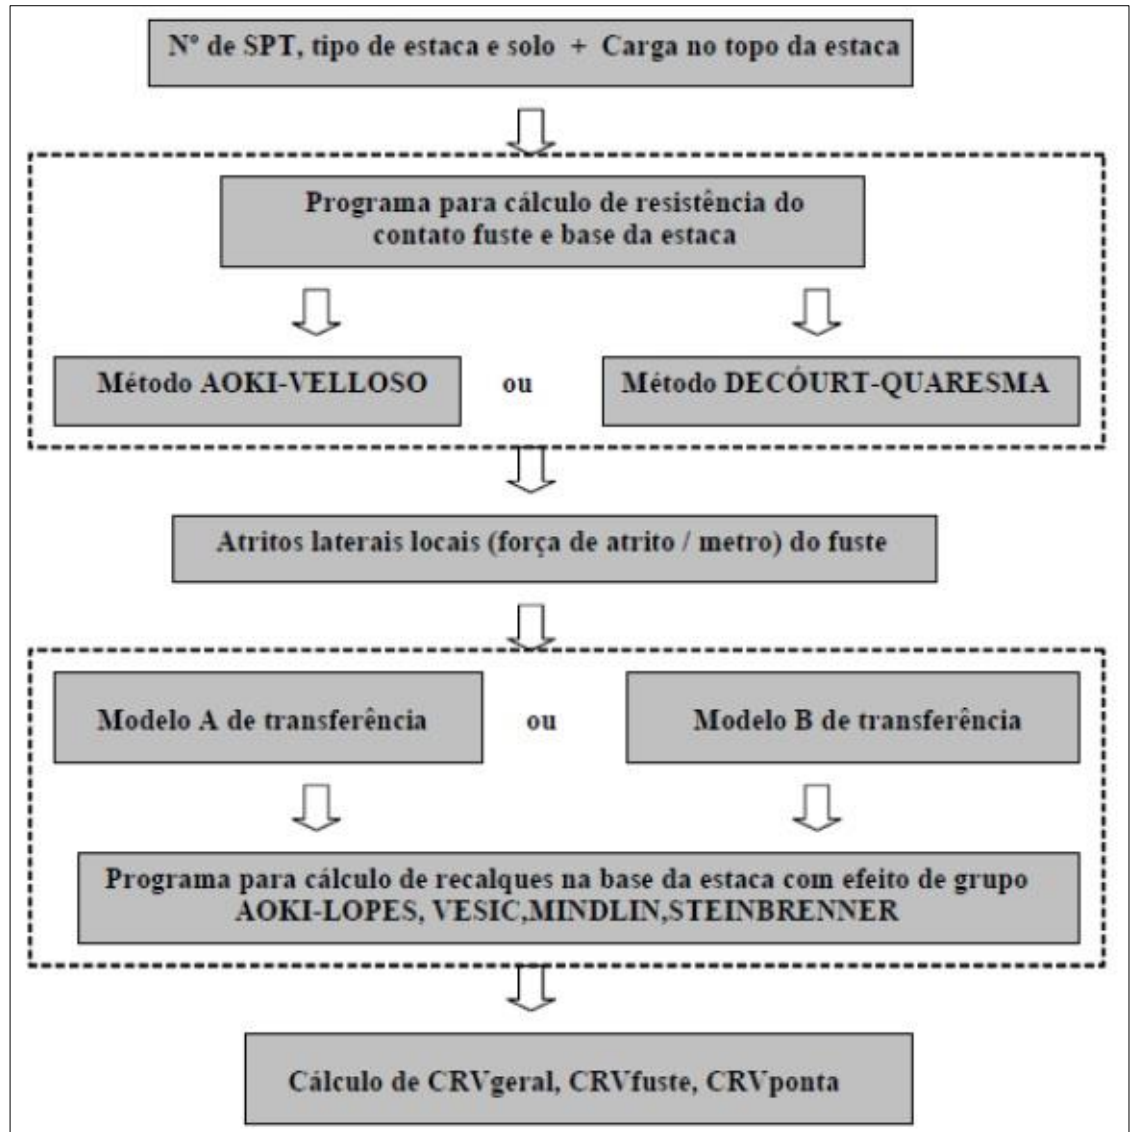 Nº de SPT, tipo de estaca e solo + Carga no topo da estaca
Programa para cálculo de resistência do
contato fuste e base da estaca
Método AOKI-VELLOSO
ou
Método DECÓURT-QUARESMA
Atritos laterais locais (força de atrito / metro) do fuste
Modelo A de transferência
ou
Modelo B de transferência
Programa para cálculo de recalques na base da estaca com efeito de grupo
AOKI-LOPES, VESIC,MINDLIN,STEINBRENNER
Cálculo de CRVgeral, CRVfuste, CRVponta